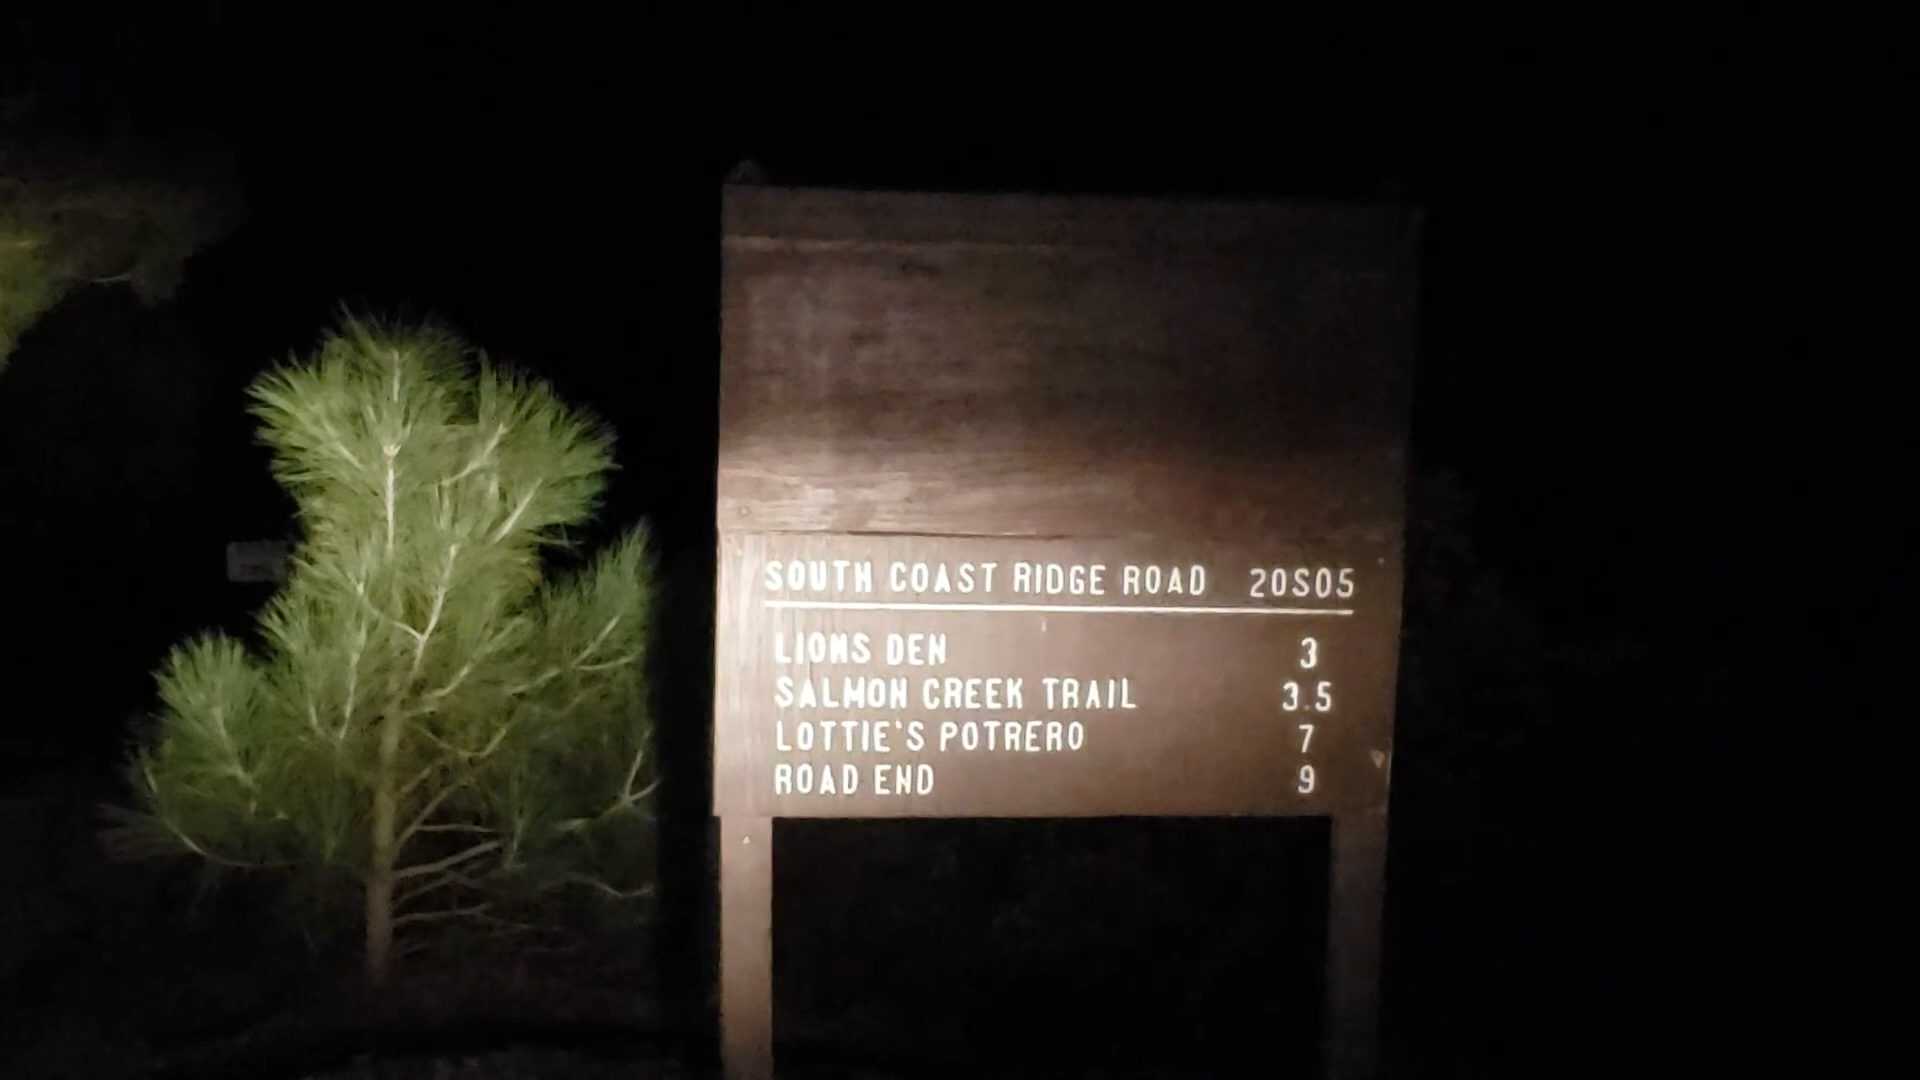 SOUTH COAST RIDGE ROAD 20S05
LIONS DEN 3
SALMON CREEK TRAIL 3.5
LOTTIE'S POTRERO 7
ROAD END 9